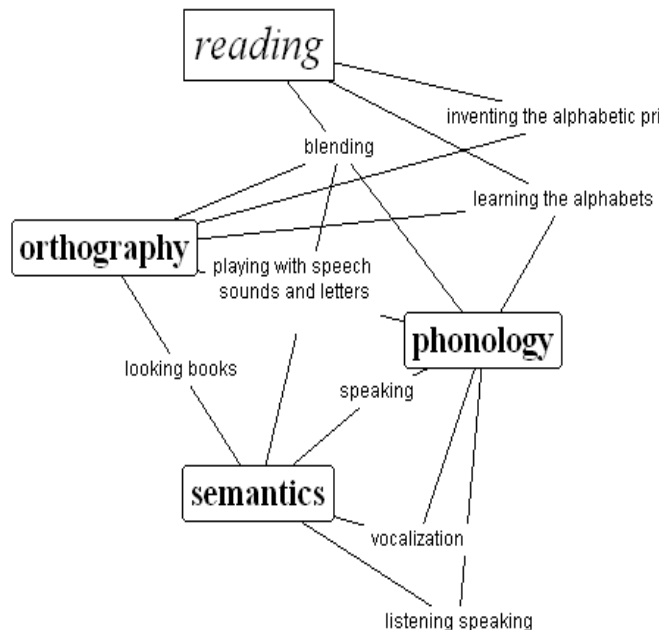 reading
inventing the alphabetic pri
blending
learning the alphabets
orthography
playing with speech
sounds and letters
phonology
looking books
speaking
semantics
vocalization
listening speaking